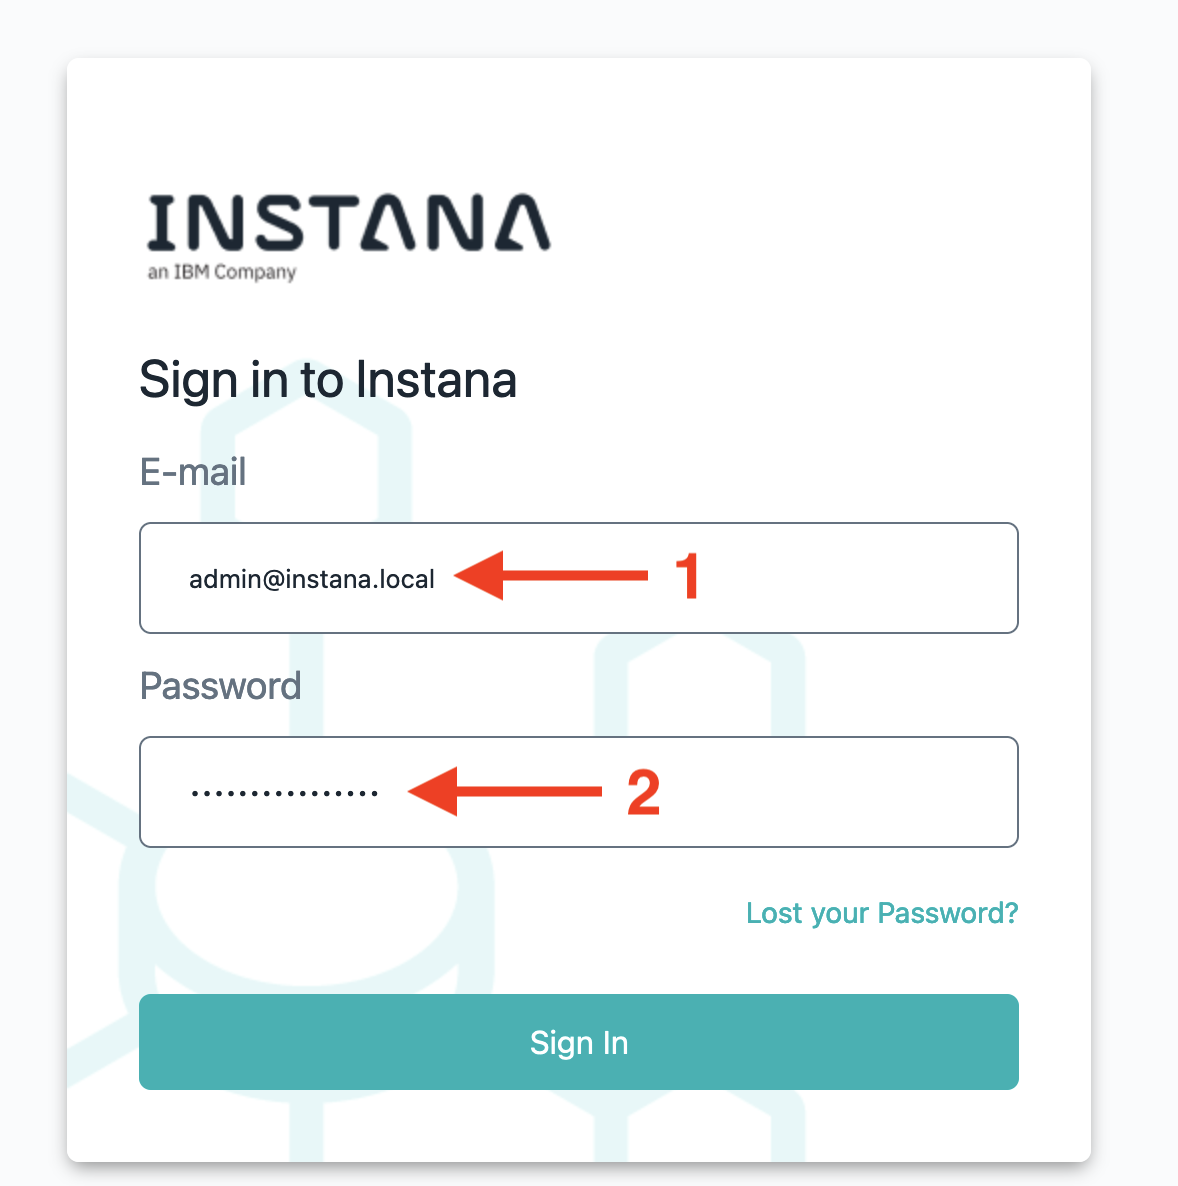 INSTANA
an IBM Company
Sign in to Instana
E-mail
admin@instana.local 1
Password
•••••••••••••••• 2
Lost your Password?
Sign In